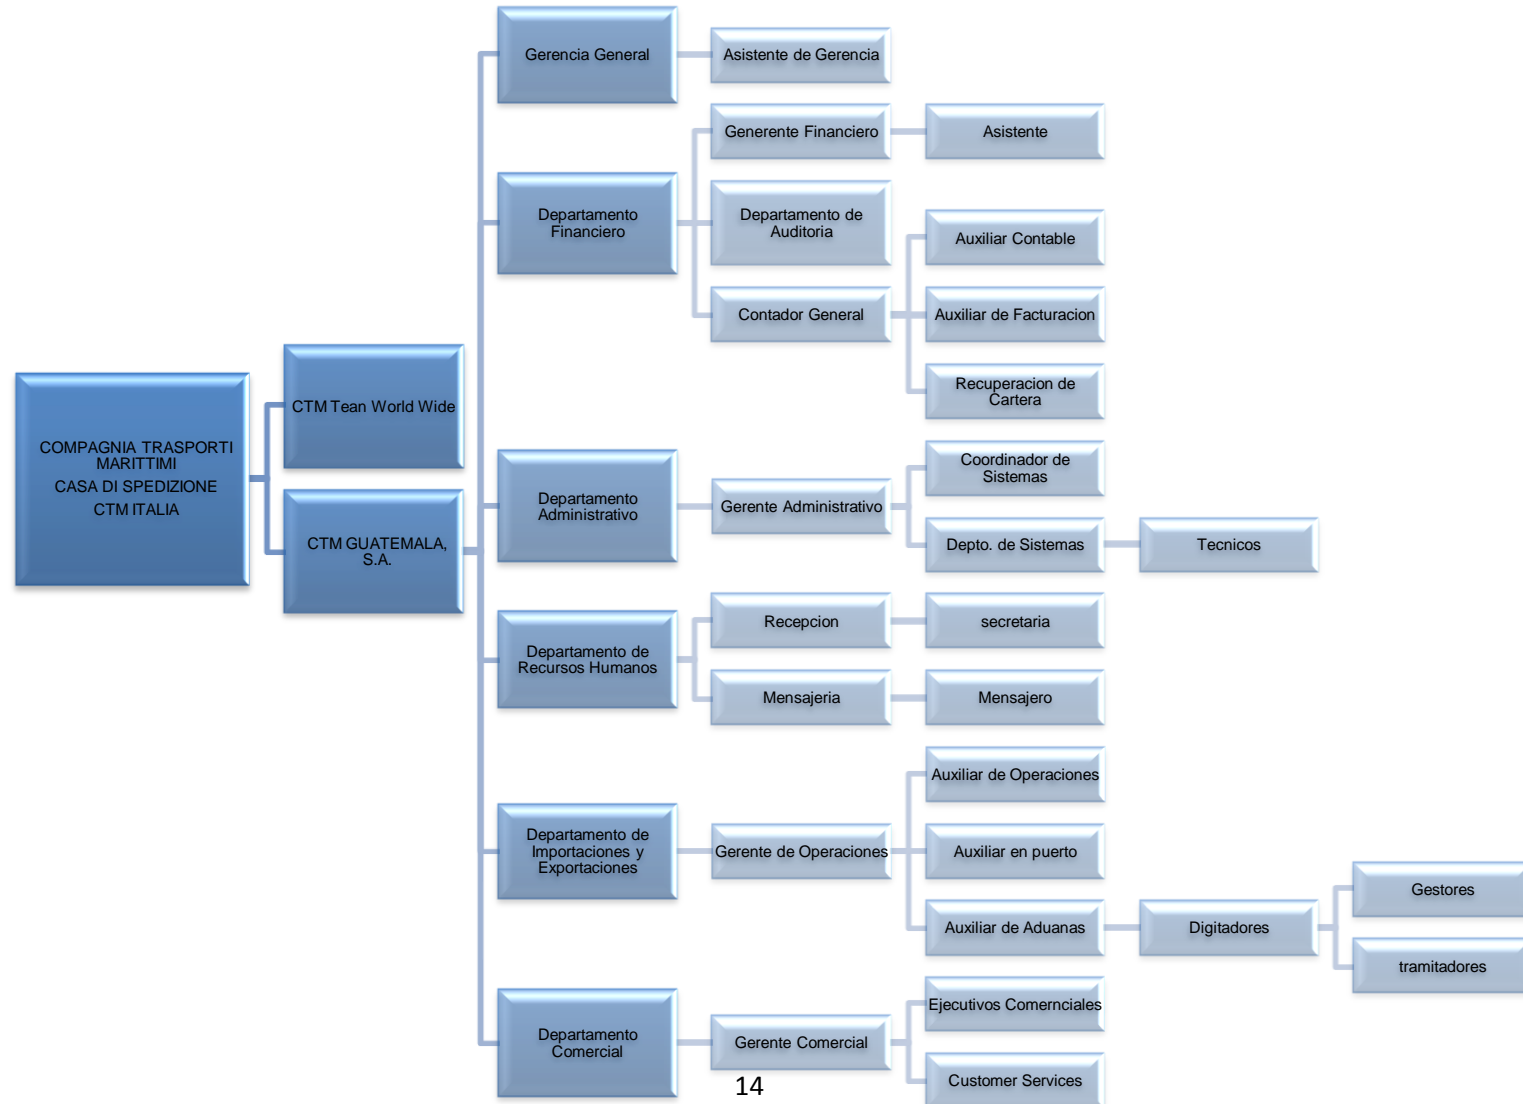 COMPAGNIA TRASPORTI
MARITTIMI
CASA DI SPEDIZIONE
CTM ITALIA
CTM Tean World Wide
CTM GUATEMALA,
S.A.
Gerencia General
Asistente de Gerencia
Departamento
Financiero
Generente Financiero
Asistente
Departamento de
Auditoria
Contador General
Auxiliar Contable
Auxiliar de Facturacion
Recuperacion de
Cartera
Departamento
Administrativo
Gerente Administrativo
Coordinador de
Sistemas
Depto. de Sistemas
Tecnicos
Departamento de
Recursos Humanos
Recepcion
secretaria
Mensajeria
Mensajero
Departamento de
Importaciones y
Exportaciones
Gerente de Operaciones
Auxiliar de Operaciones
Auxiliar en puerto
Auxiliar de Aduanas
Digitadores
Gestores
tramitadores
Departamento
Comercial
Gerente Comercial
Ejecutivos Comernciales
Customer Services
14